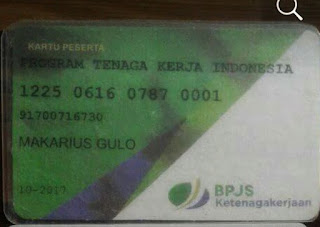 KARTU PESERTA
PROGRAM TENAGA KERJA INDONESIA
1225 0616 0787 0001
91700716730
MAKARIUS GULO
10-2017
BPJS
Ketenagakerjaan